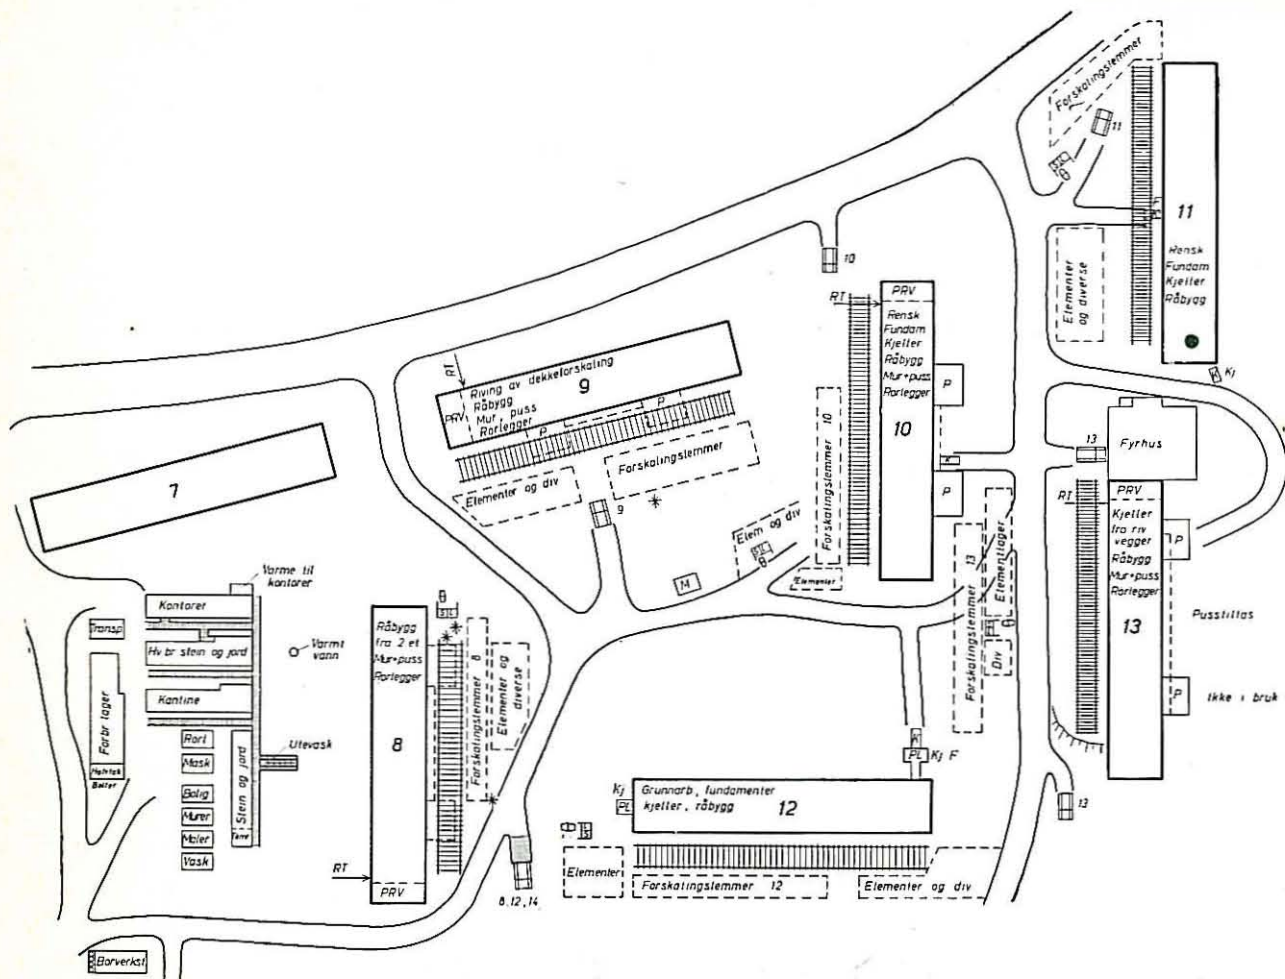 Forskalingslemmer
11
S.L
B
F
K
11
Rensk
Fundam
Kjeller
Råbygg
Elementer
og diverse
K
Kj
10
RT
PRV
Rensk
Fundam
Kjeller
Råbygg
Mur+puss
Rørlegger
10
P
K
P
Forskalingslemmer 10
RT
PRV
Riving av dekkeforskaling
Råbygg
Mur, puss
Rørlegger
9
P
P
Elementer og div
Forskalingslemmer
9
Elem og div
S.L
B
M
Elementer
7
13
Fyrhus
RT
PRV
Kjeller
fra riv
vegger
Råbygg
Mur+puss
Rørlegger
13
P
Pusstillas
P
Ikke i bruk
13
Forskalingslemmer 13
Elementlager
B
Div
Varme til
kontorer
Kontorer
Transp
Hv br stein og jord
Varmt
vann
Kantine
Forbr lager
Halvtak
Bolter
Rørl
Mask
Bolig
Murer
Maler
Vask
Stein og jord
Utevask
Borverkst
B
S.L
Råbygg
fra 2 et
Mur+puss
Rørlegger
8
RT
PRV
Forskalingslemmer 8
Elementer og
diverse
8.12,14
K
PL
Kj F
Kj
PL
Grunnarb, fundamenter
kjeller, råbygg
12
Elementer
Forskalingslemmer 12
Elementer og div